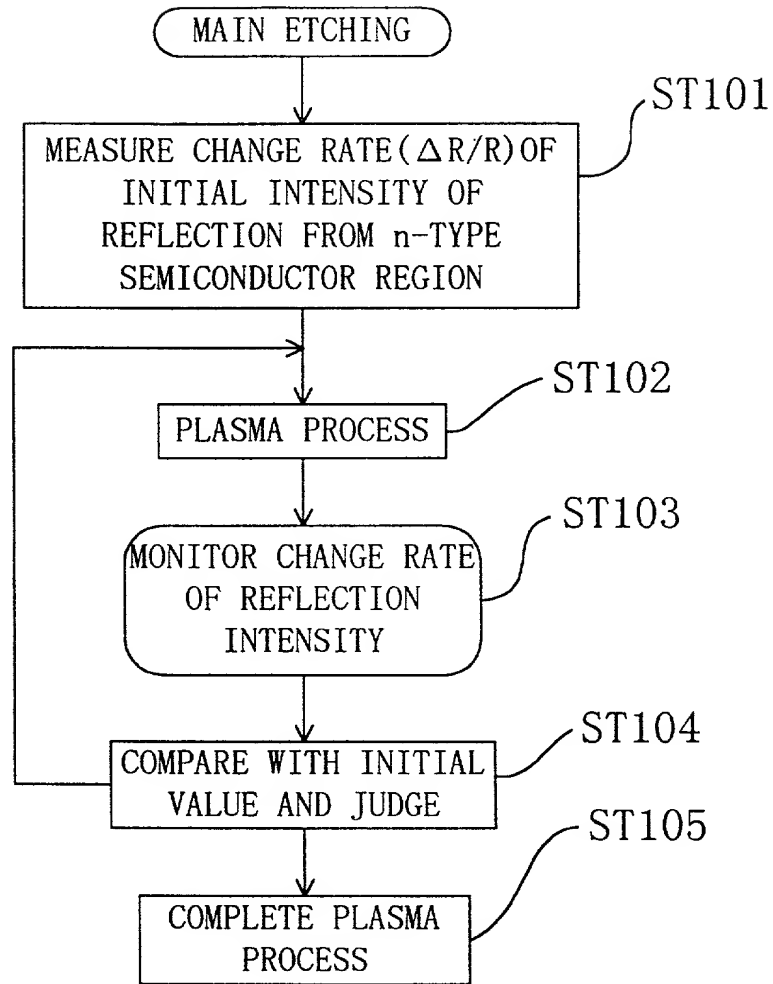 MAIN ETCHING
ST101
MEASURE CHANGE RATE(ΔR/R)OF
INITIAL INTENSITY OF
REFLECTION FROM n-TYPE
SEMICONDUCTOR REGION
ST102
PLASMA PROCESS
ST103
MONITOR CHANGE RATE
OF REFLECTION
INTENSITY
ST104
COMPARE WITH INITIAL
VALUE AND JUDGE
ST105
COMPLETE PLASMA
PROCESS